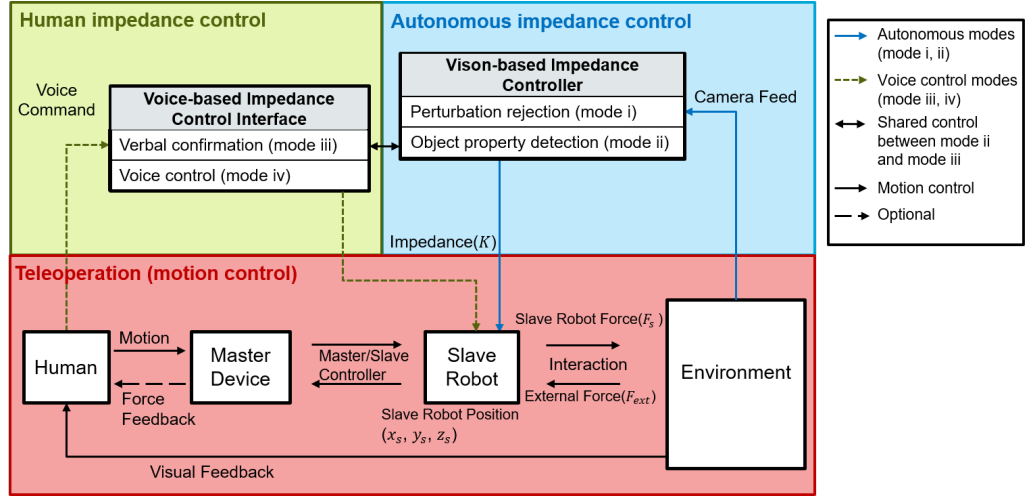 Human impedance control
Autonomous impedance control
Voice
Command
Voice-based Impedance
Control Interface
Verbal confirmation (mode iii)
Voice control (mode iv)
Vison-based Impedance
Controller
Perturbation rejection (mode i)
Object property detection (mode ii)
Camera Feed
Impedance(K)
Teleoperation (motion control)
Human
Motion
Force
Feedback
Master
Device
Master/Slave
Controller
Slave
Robot
Slave Robot Position
(xₛ, yₛ, zₛ)
Slave Robot Force(Fₛ)
Interaction
External Force(Fₑₓₜ)
Environment
Visual Feedback
Autonomous modes
(mode i, ii)
Voice control modes
(mode iii, iv)
Shared control
between mode ii
and mode iii
Motion control
Optional